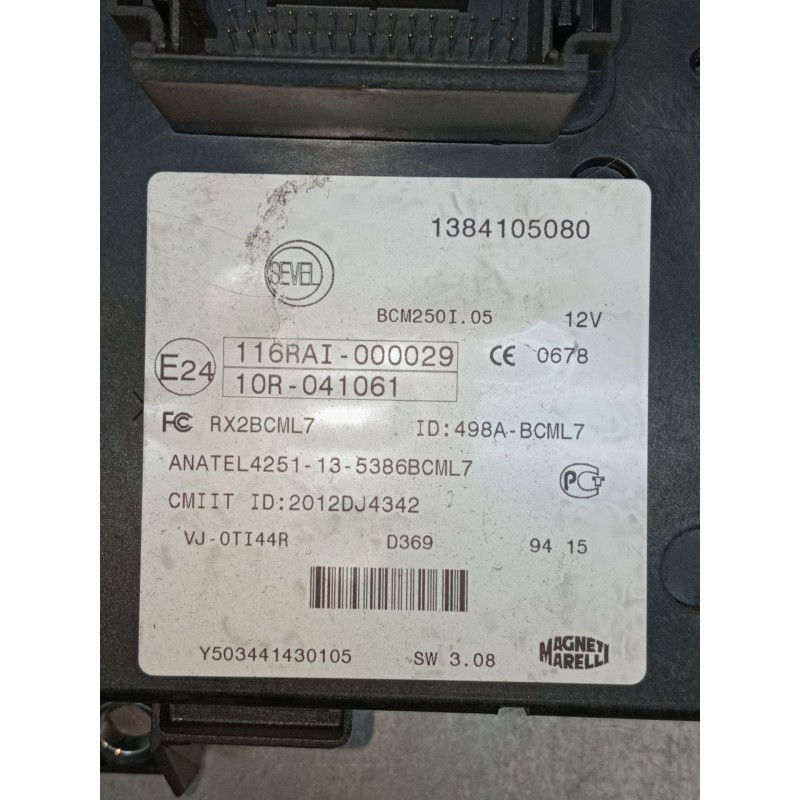 1384105080
SEVEL
BCM250I.05 12V
E24 116RAI-000029 CE 0678
10R-041061
FC RX2BCML7 ID:498A-BCML7
ANATEL4251-13-5386BCML7
PCT
CMIIT ID:2012DJ4342
VJ-0TI44R D369 94 15
Y503441430105 SW 3.08
MAGNETI
MARELLI